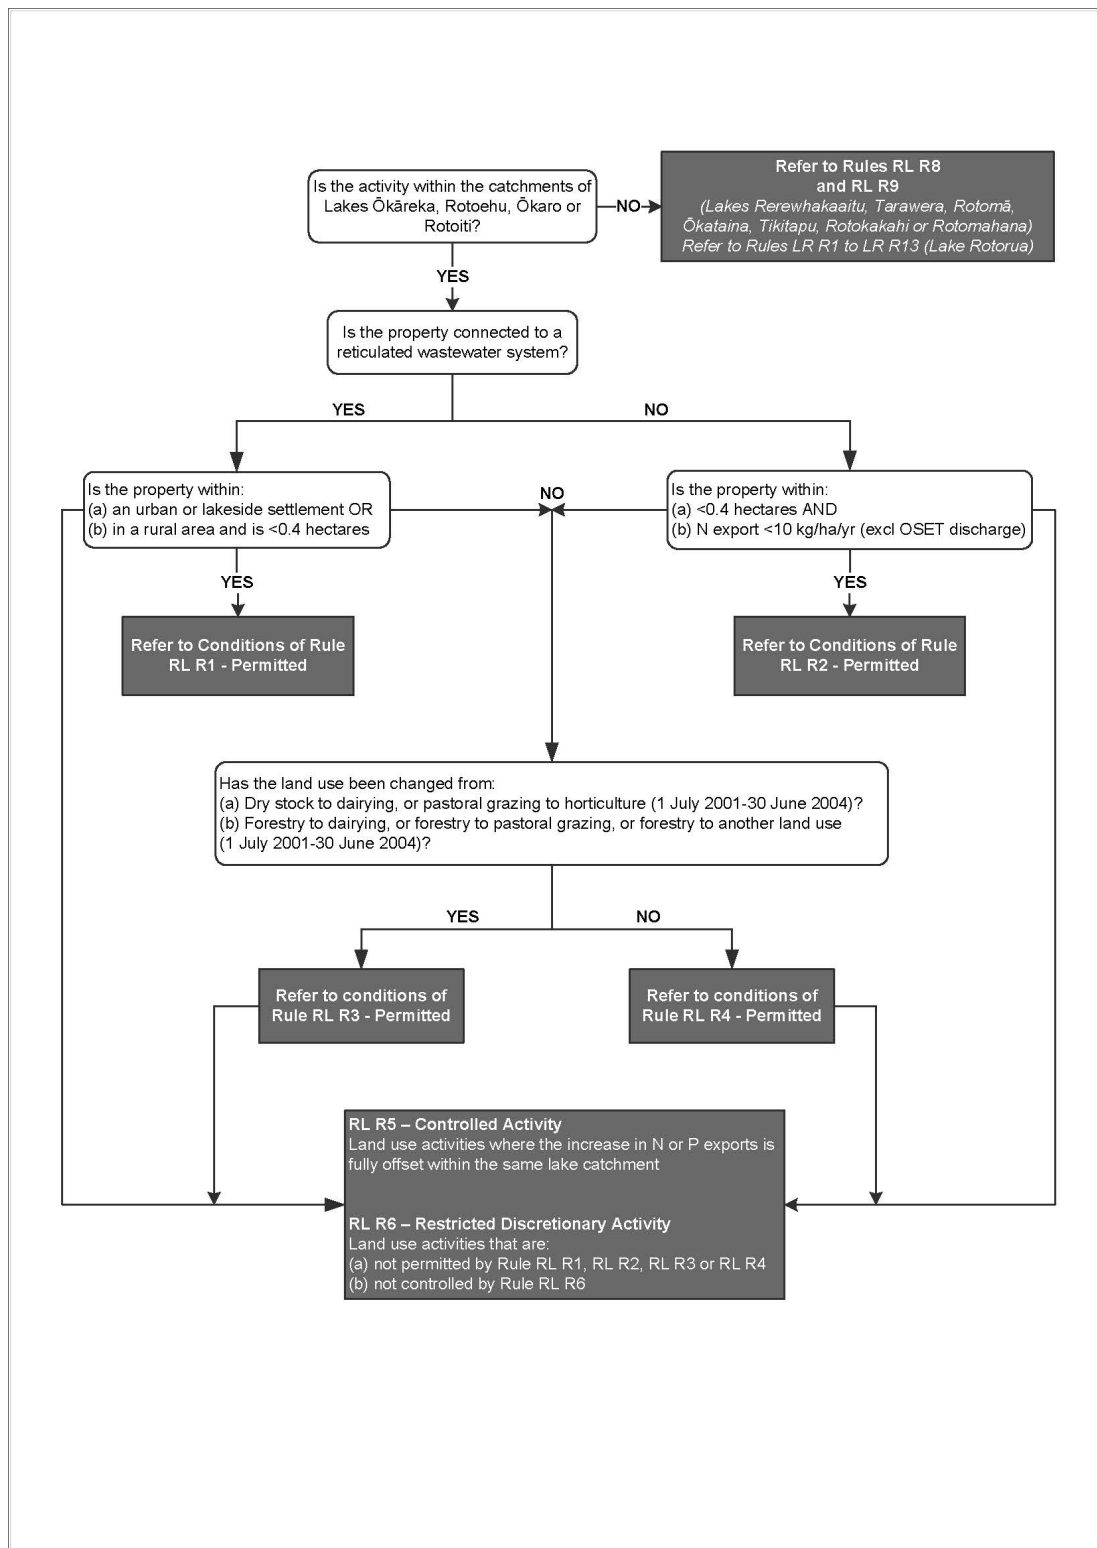 Is the activity within the catchments of
Lakes Ōkāreka, Rotoehu, Ōkaro or
Rotoiti?
NO
Refer to Rules RL R8
and RL R9
(Lakes Rerewhakaaitu, Tarawera, Rotomā,
Ōkataina, Tikitapu, Rotokakahi or Rotomahana)
Refer to Rules LR R1 to LR R13 (Lake Rotorua)
YES
Is the property connected to a
reticulated wastewater system?
YES
NO
Is the property within:
(a) an urban or lakeside settlement OR
(b) in a rural area and is <0.4 hectares
NO
Is the property within:
(a) <0.4 hectares AND
(b) N export <10 kg/ha/yr (excl OSET discharge)
YES
YES
Refer to Conditions of Rule
RL R1 - Permitted
Refer to Conditions of Rule
RL R2 - Permitted
Has the land use been changed from:
(a) Dry stock to dairying, or pastoral grazing to horticulture (1 July 2001-30 June 2004)?
(b) Forestry to dairying, or forestry to pastoral grazing, or forestry to another land use
(1 July 2001-30 June 2004)?
YES
NO
Refer to conditions of
Rule RL R3 - Permitted
Refer to conditions of
Rule RL R4 - Permitted
RL R5 – Controlled Activity
Land use activities where the increase in N or P exports is
fully offset within the same lake catchment
RL R6 – Restricted Discretionary Activity
Land use activities that are:
(a) not permitted by Rule RL R1, RL R2, RL R3 or RL R4
(b) not controlled by Rule RL R6